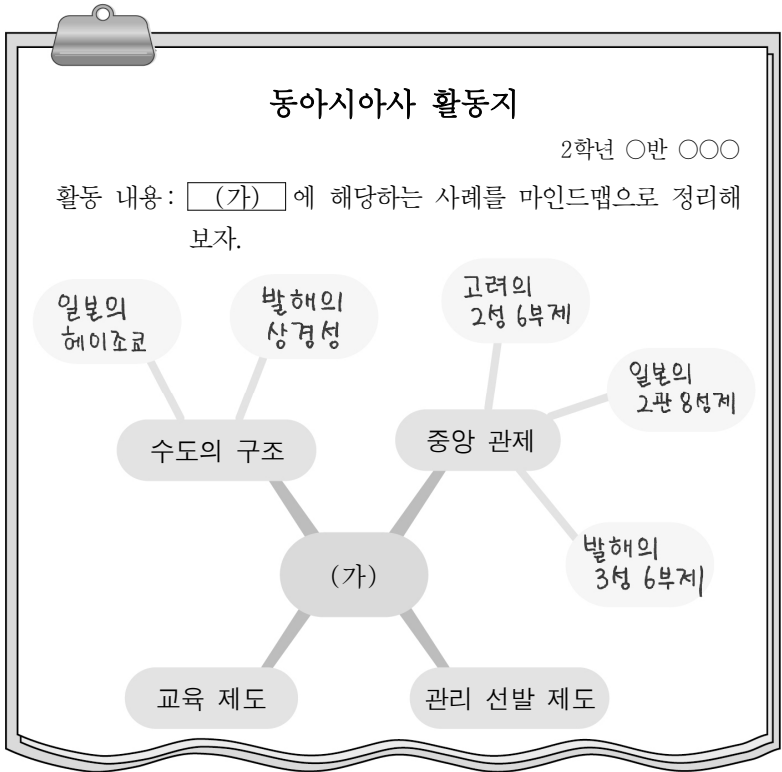 동아시아사 활동지
2학년 ○반 ○○○
활동 내용: (가) 에 해당하는 사례를 마인드맵으로 정리해
보자.
일본의
헤이조쿄
발해의
상경성
고려의
2성 6부제
일본의
2관 8성제
수도의 구조
중앙 관제
발해의
3성 6부제
(가)
교육 제도
관리 선발 제도